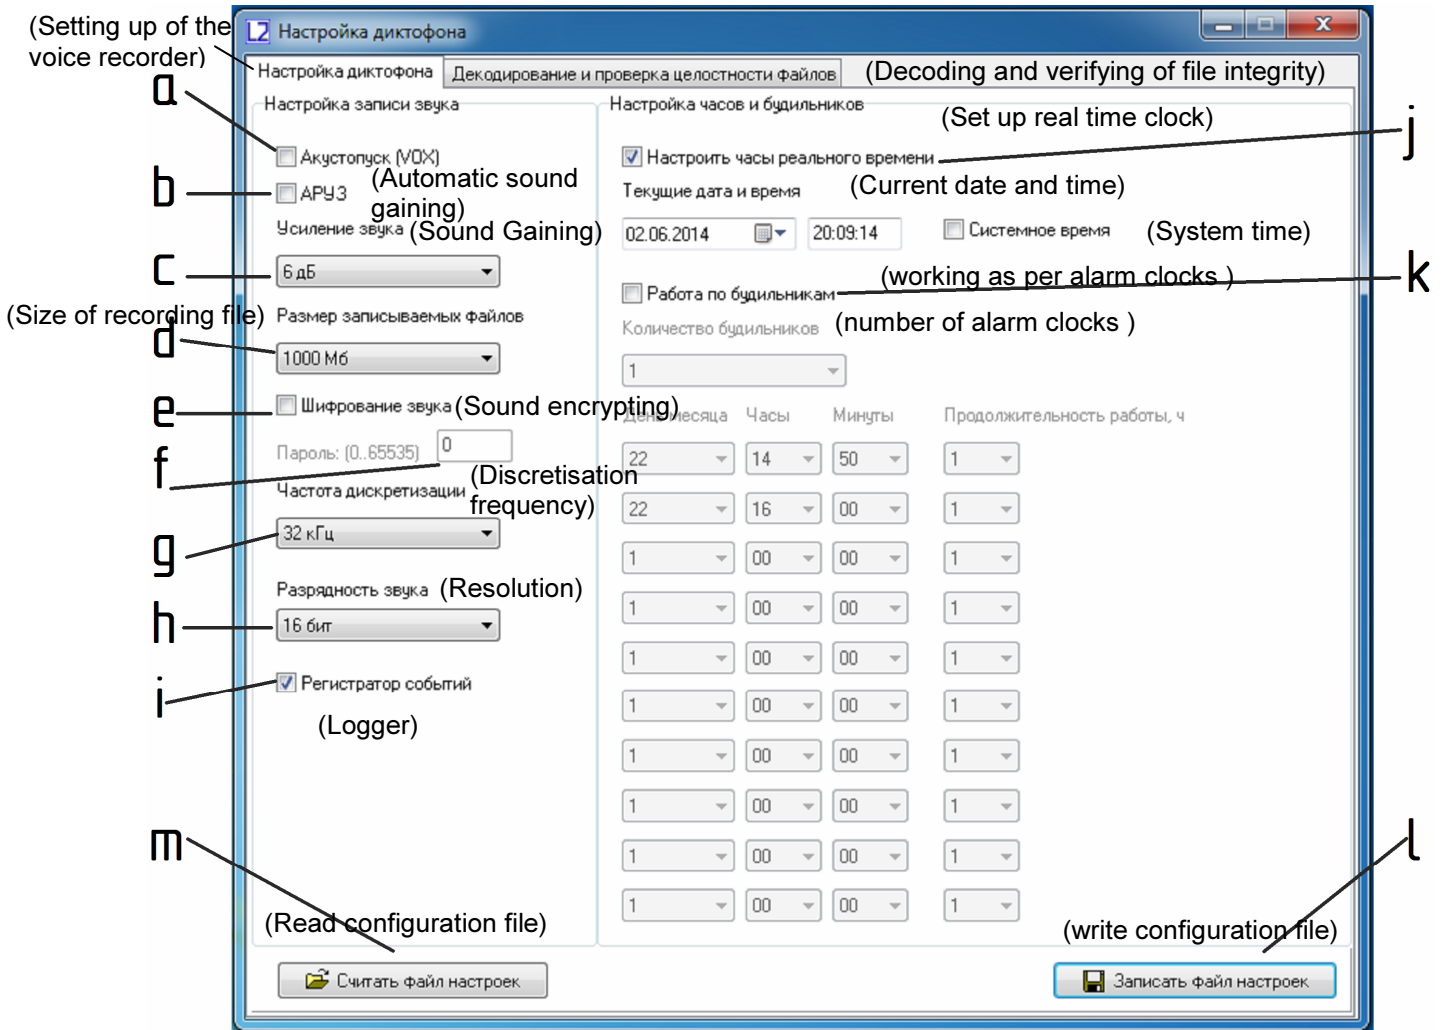 (Setting up of the
voice recorder)
Настройка диктофона
Настройка диктофона
Декодирование и проверка целостности файлов
(Decoding and verifying of file integrity)
a
Настройка записи звука
Настройка часов и будильников
(Set up real time clock)
j
Акустопуск (VOX)
Настроить часы реального времени
b
АРУЗ
(Automatic sound
gaining)
Текущие дата и время
(Current date and time)
Усиление звука (Sound Gaining)
02.06.2014
20:09:14
Системное время
(System time)
c
6 дБ
(working as per alarm clocks )
k
Работа по будильникам
(Size of recording file)
Размер записываемых файлов
(number of alarm clocks )
Количество будильников
d
1000 Мб
1
e
Шифрование звука (Sound encrypting)
День месяца Часы Минуты Продолжительность работы, ч
f
Пароль: (0..65535) 0
22 14 50 1
(Discretisation
frequency)
Частота дискретизации
22 16 00 1
g
32 кГц
1 00 00 1
Разрядность звука (Resolution)
1 00 00 1
h
16 бит
1 00 00 1
i
Регистратор событий
(Logger)
1 00 00 1
1 00 00 1
1 00 00 1
m
1 00 00 1
l
1 00 00 1
(Read configuration file)
(write configuration file)
Считать файл настроек
Записать файл настроек